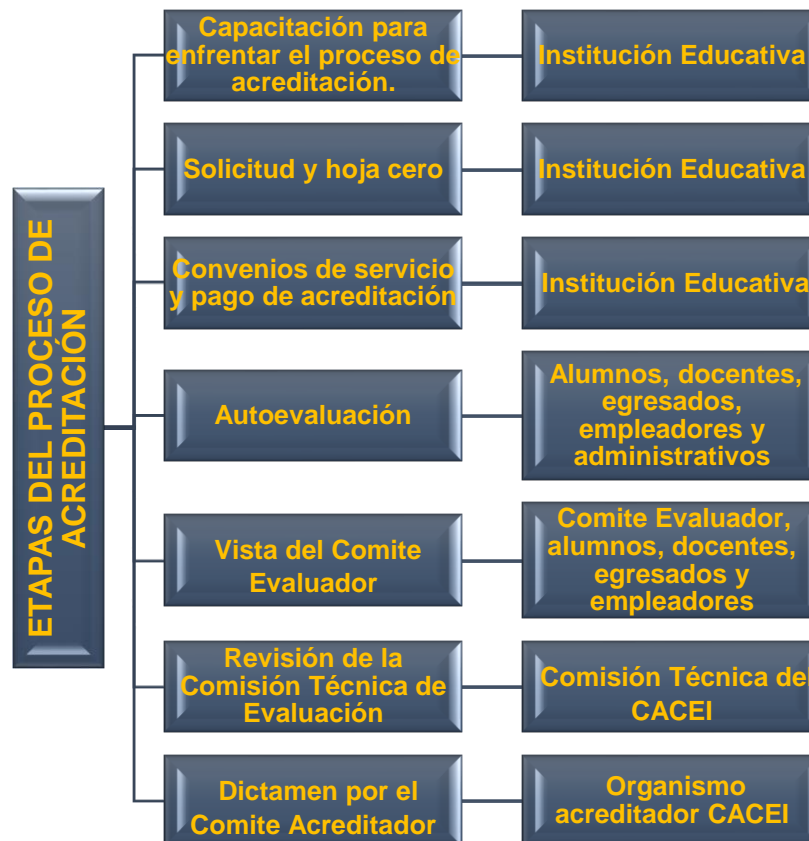 ETAPAS DEL PROCESO DE
ACREDITACIÓN
Capacitación para
enfrentar el proceso de
acreditación.
Institución Educativa
Solicitud y hoja cero
Institución Educativa
Convenios de servicio
y pago de acreditación
Institución Educativa
Autoevaluación
Alumnos, docentes,
egresados,
empleadores y
administrativos
Vista del Comite
Evaluador
Comite Evaluador,
alumnos, docentes,
egresados y
empleadores
Revisión de la
Comisión Técnica de
Evaluación
Comisión Técnica del
CACEI
Dictamen por el
Comite Acreditador
Organismo
acreditador CACEI